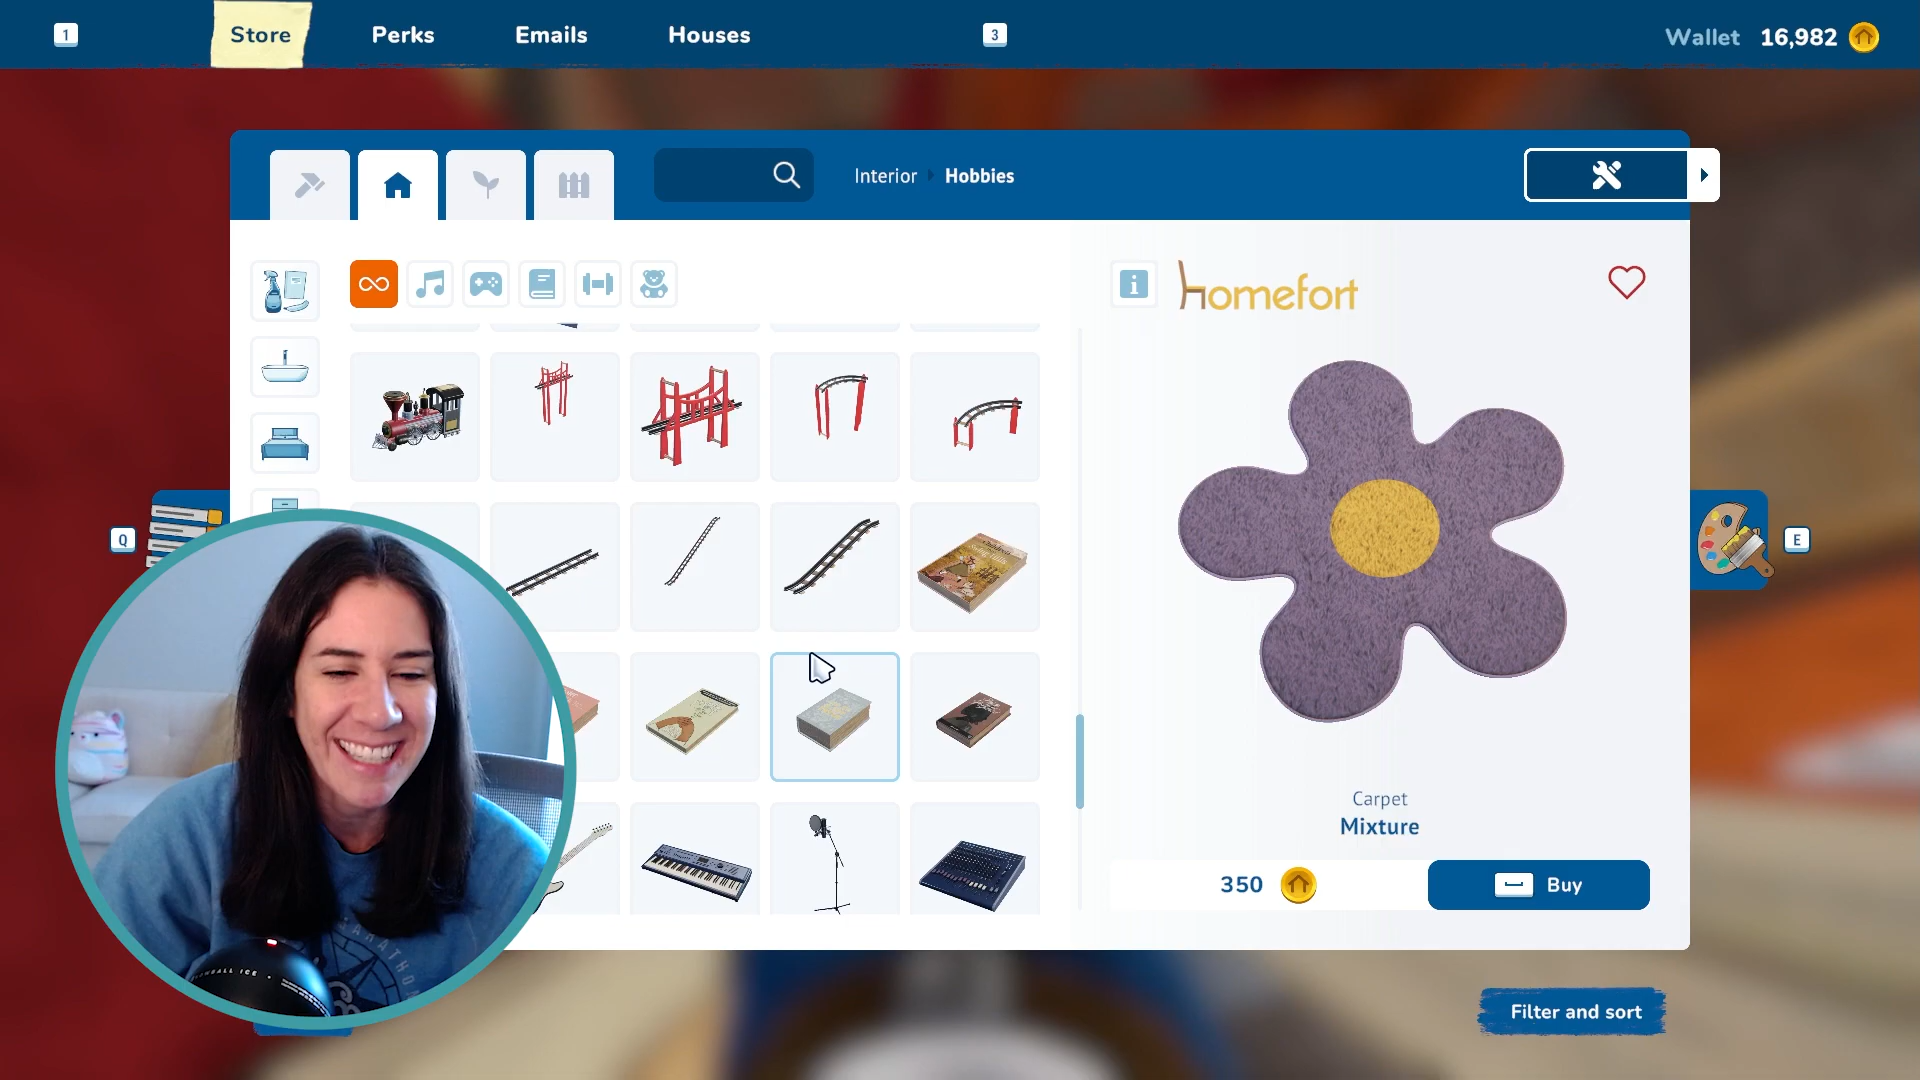 1
Store
Perks
Emails
Houses
3
Wallet 16,982
Interior
Hobbies
i
homefort
Q
E
Carpet
Mixture
350
Buy
Filter and sort